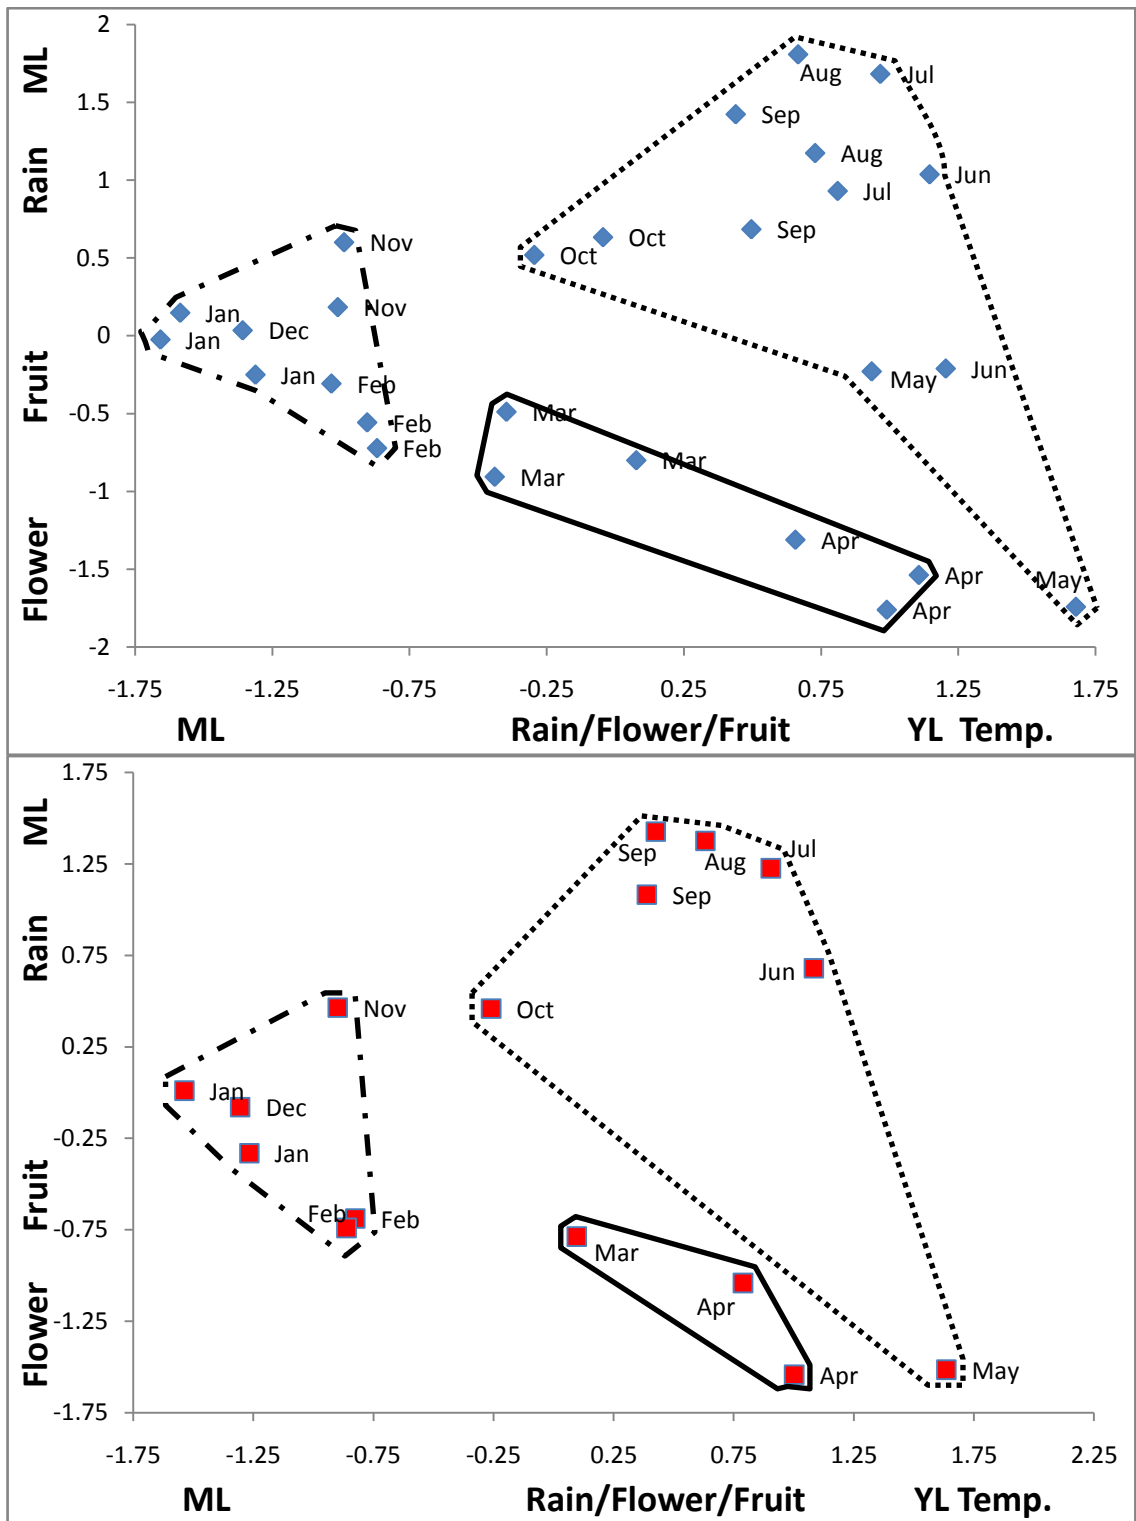 2
ML
Aug
Jul
1.5
Sep
Rain
Aug
1
Jun
Jul
Nov
Sep
Oct
0.5
Oct
Jan
Nov
Dec
0
Jan
Fruit
Jan
Feb
May
Jun
-0.5
Mar
Feb
Feb
Mar
Mar
-1
Flower
Apr
-1.5
Apr
May
Apr
-2
-1.75 -1.25 -0.75 -0.25 0.25 0.75 1.25 1.75
ML Rain/Flower/Fruit YL Temp.
1.75
ML
Sep
Aug
Jul
1.25
Sep
Rain
0.75
Jun
Nov
Oct
0.25
Jan
Dec
-0.25
Jan
Fruit
Feb
Feb
-0.75
Mar
Flower
Apr
-1.25
Apr
May
-1.75
-1.75 -1.25 -0.75 -0.25 0.25 0.75 1.25 1.75 2.25
ML Rain/Flower/Fruit YL Temp.